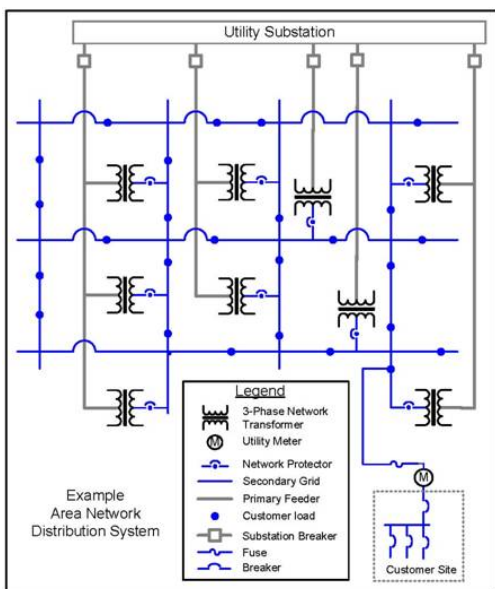 Utility Substation
Example
Area Network
Distribution System
Legend
3-Phase Network
Transformer
M
Utility Meter
Network Protector
Secondary Grid
Primary Feeder
Customer load
Substation Breaker
Fuse
Breaker
M
Customer Site